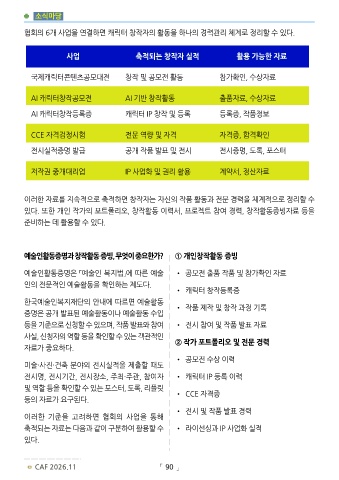 소식마당
협회의 6개 사업을 연결하면 캐릭터 창작자의 활동을 하나의 경력관리 체계로 정리할 수 있다.
사업 축적되는 창작자 실적 활용 가능한 자료
국제캐릭터콘텐츠공모대전 창작 및 공모전 활동 참가확인, 수상자료
AI 캐릭터창작공모전 AI 기반 창작활동 출품자료, 수상자료
AI 캐릭터창작등록증 캐릭터 IP 창작 및 등록 등록증, 작품정보
CCE 자격검정시험 전문 역량 및 자격 자격증, 합격확인
전시실적증명 발급 공개 작품 발표 및 전시 전시증명, 도록, 포스터
저작권 중개대리업 IP 사업화 및 권리 활용 계약서, 정산자료
이러한 자료를 지속적으로 축적하면 창작자는 자신의 작품 활동과 전문 경력을 체계적으로 정리할 수
있다. 또한 개인 작가의 포트폴리오, 창작활동 이력서, 프로젝트 참여 경력, 창작활동증빙자료 등을
준비하는 데 활용할 수 있다.
예술인활동증명과 창작활동 증빙, 무엇이 중요한가?
예술인활동증명은 「예술인 복지법」에 따른 예술
인의 전문적인 예술활동을 확인하는 제도다.
한국예술인복지재단의 안내에 따르면 예술활동
증명은 공개 발표된 예술활동이나 예술활동 수입
등을 기준으로 신청할 수 있으며, 작품 발표와 참여
사실, 신청자의 역할 등을 확인할 수 있는 객관적인
자료가 중요하다.
미술·사진·건축 분야의 전시실적을 제출할 때도
전시명, 전시기간, 전시장소, 주최·주관, 참여자
및 역할 등을 확인할 수 있는 포스터, 도록, 리플릿
등의 자료가 요구된다.
이러한 기준을 고려하면 협회의 사업을 통해
축적되는 자료는 다음과 같이 구분하여 활용할 수
있다.
① 개인창작활동 증빙
• 공모전 출품 작품 및 참가확인 자료
• 캐릭터 창작등록증
• 작품 제작 및 창작 과정 기록
• 전시 참여 및 작품 발표 자료
② 작가 포트폴리오 및 전문 경력
• 공모전 수상 이력
• 캐릭터 IP 등록 이력
• CCE 자격증
• 전시 및 작품 발표 경력
• 라이선싱과 IP 사업화 실적
CAF 2026.11 「 90 」